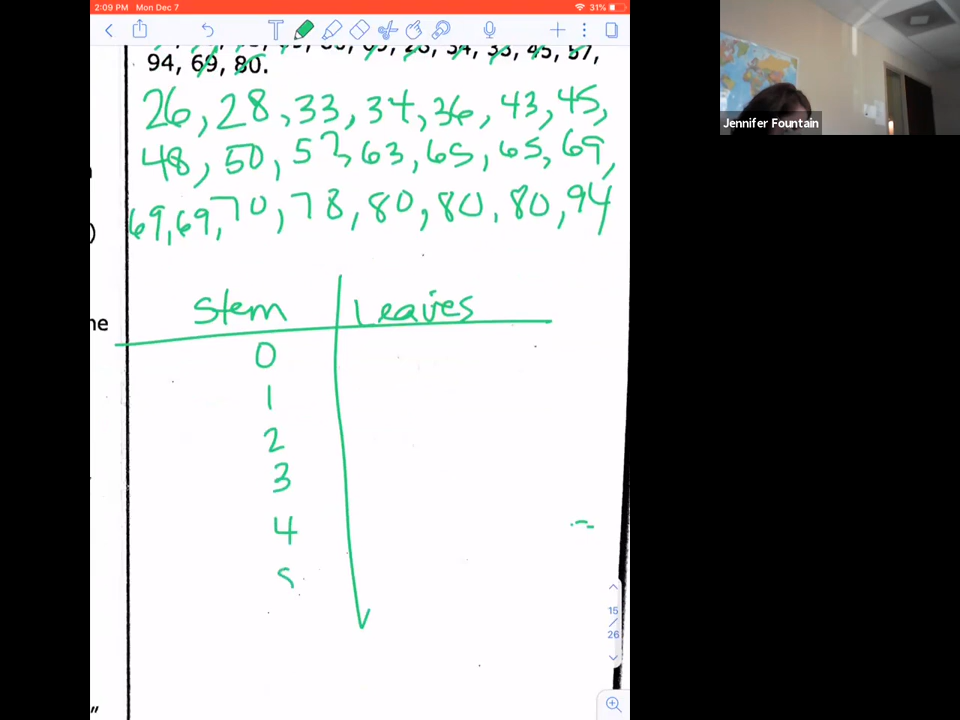 2:09 PM Mon Dec 7
31%
T
94, 69, 80.
26, 28, 33, 34, 36, 43, 45,
48, 50, 57, 63, 65, 65, 69,
69, 69, 70, 78, 80, 80, 80, 94
Stem Leaves
0
1
2
3
4
5
15
/
26
)
he
"
Jennifer Fountain